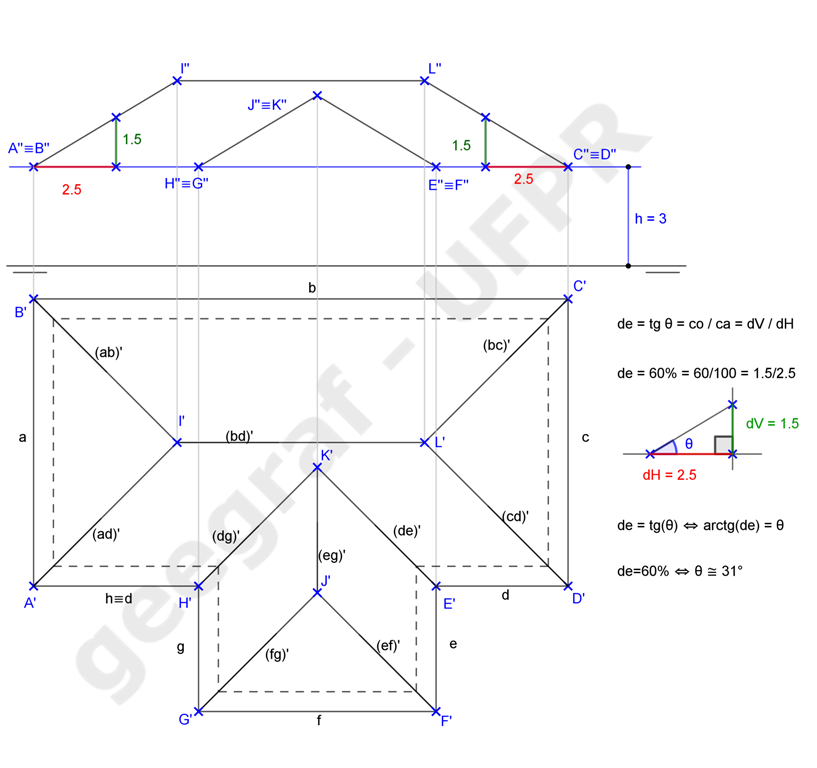 I" L"
J"≡K"
A"≡B" 1.5 1.5 C"≡D"
2.5 H"≡G" E"≡F" 2.5
h = 3
b C'
B'
de = tg θ = co / ca = dV / dH
(ab)' (bc)'
de = 60% = 60/100 = 1.5/2.5
I' dV = 1.5
a (bd)' L' c θ
K'
dH = 2.5
(cd)'
(ad)' (dg)' (de)' de = tg(θ) ⇔ arctg(de) = θ
(eg)'
de=60% ⇔ θ ≅ 31°
J'
A' h≡d H' E' d D'
g (fg)' (ef)' e
G' f F'
geegraf - UFPR